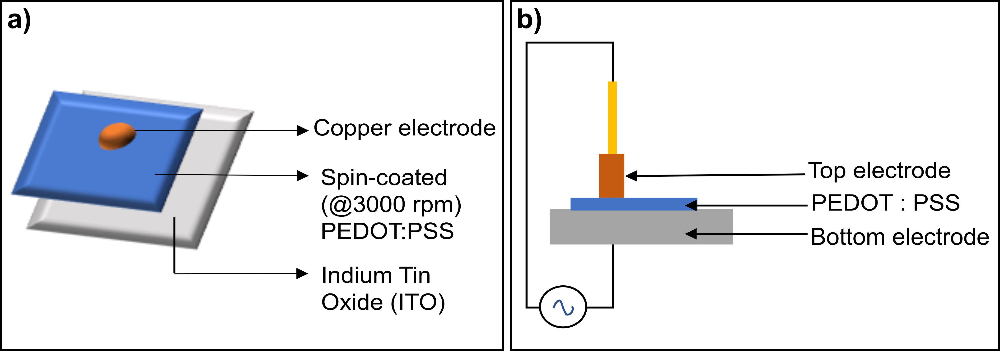 a)
Copper electrode
Spin-coated
(@3000 rpm)
PEDOT:PSS
Indium Tin
Oxide (ITO)
b)
Top electrode
PEDOT : PSS
Bottom electrode